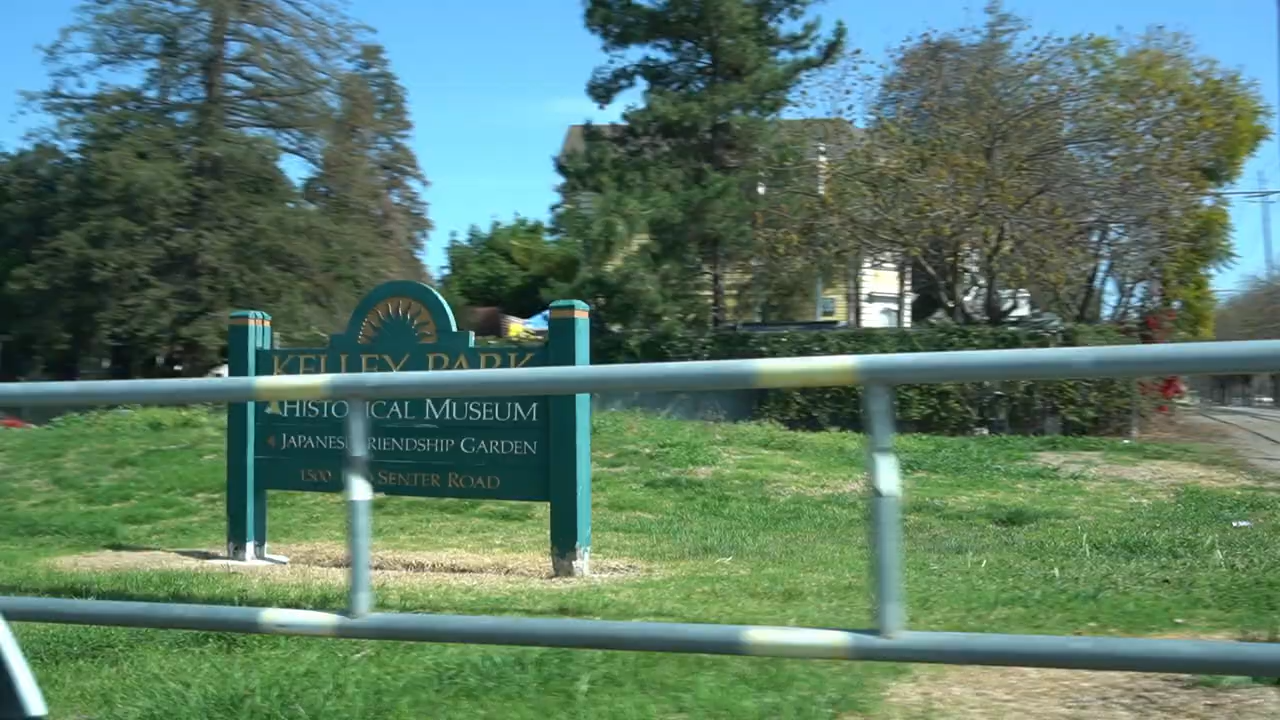 KELLEY PARK
HISTORICAL MUSEUM
JAPANESE FRIENDSHIP GARDEN
1500 SENTER ROAD